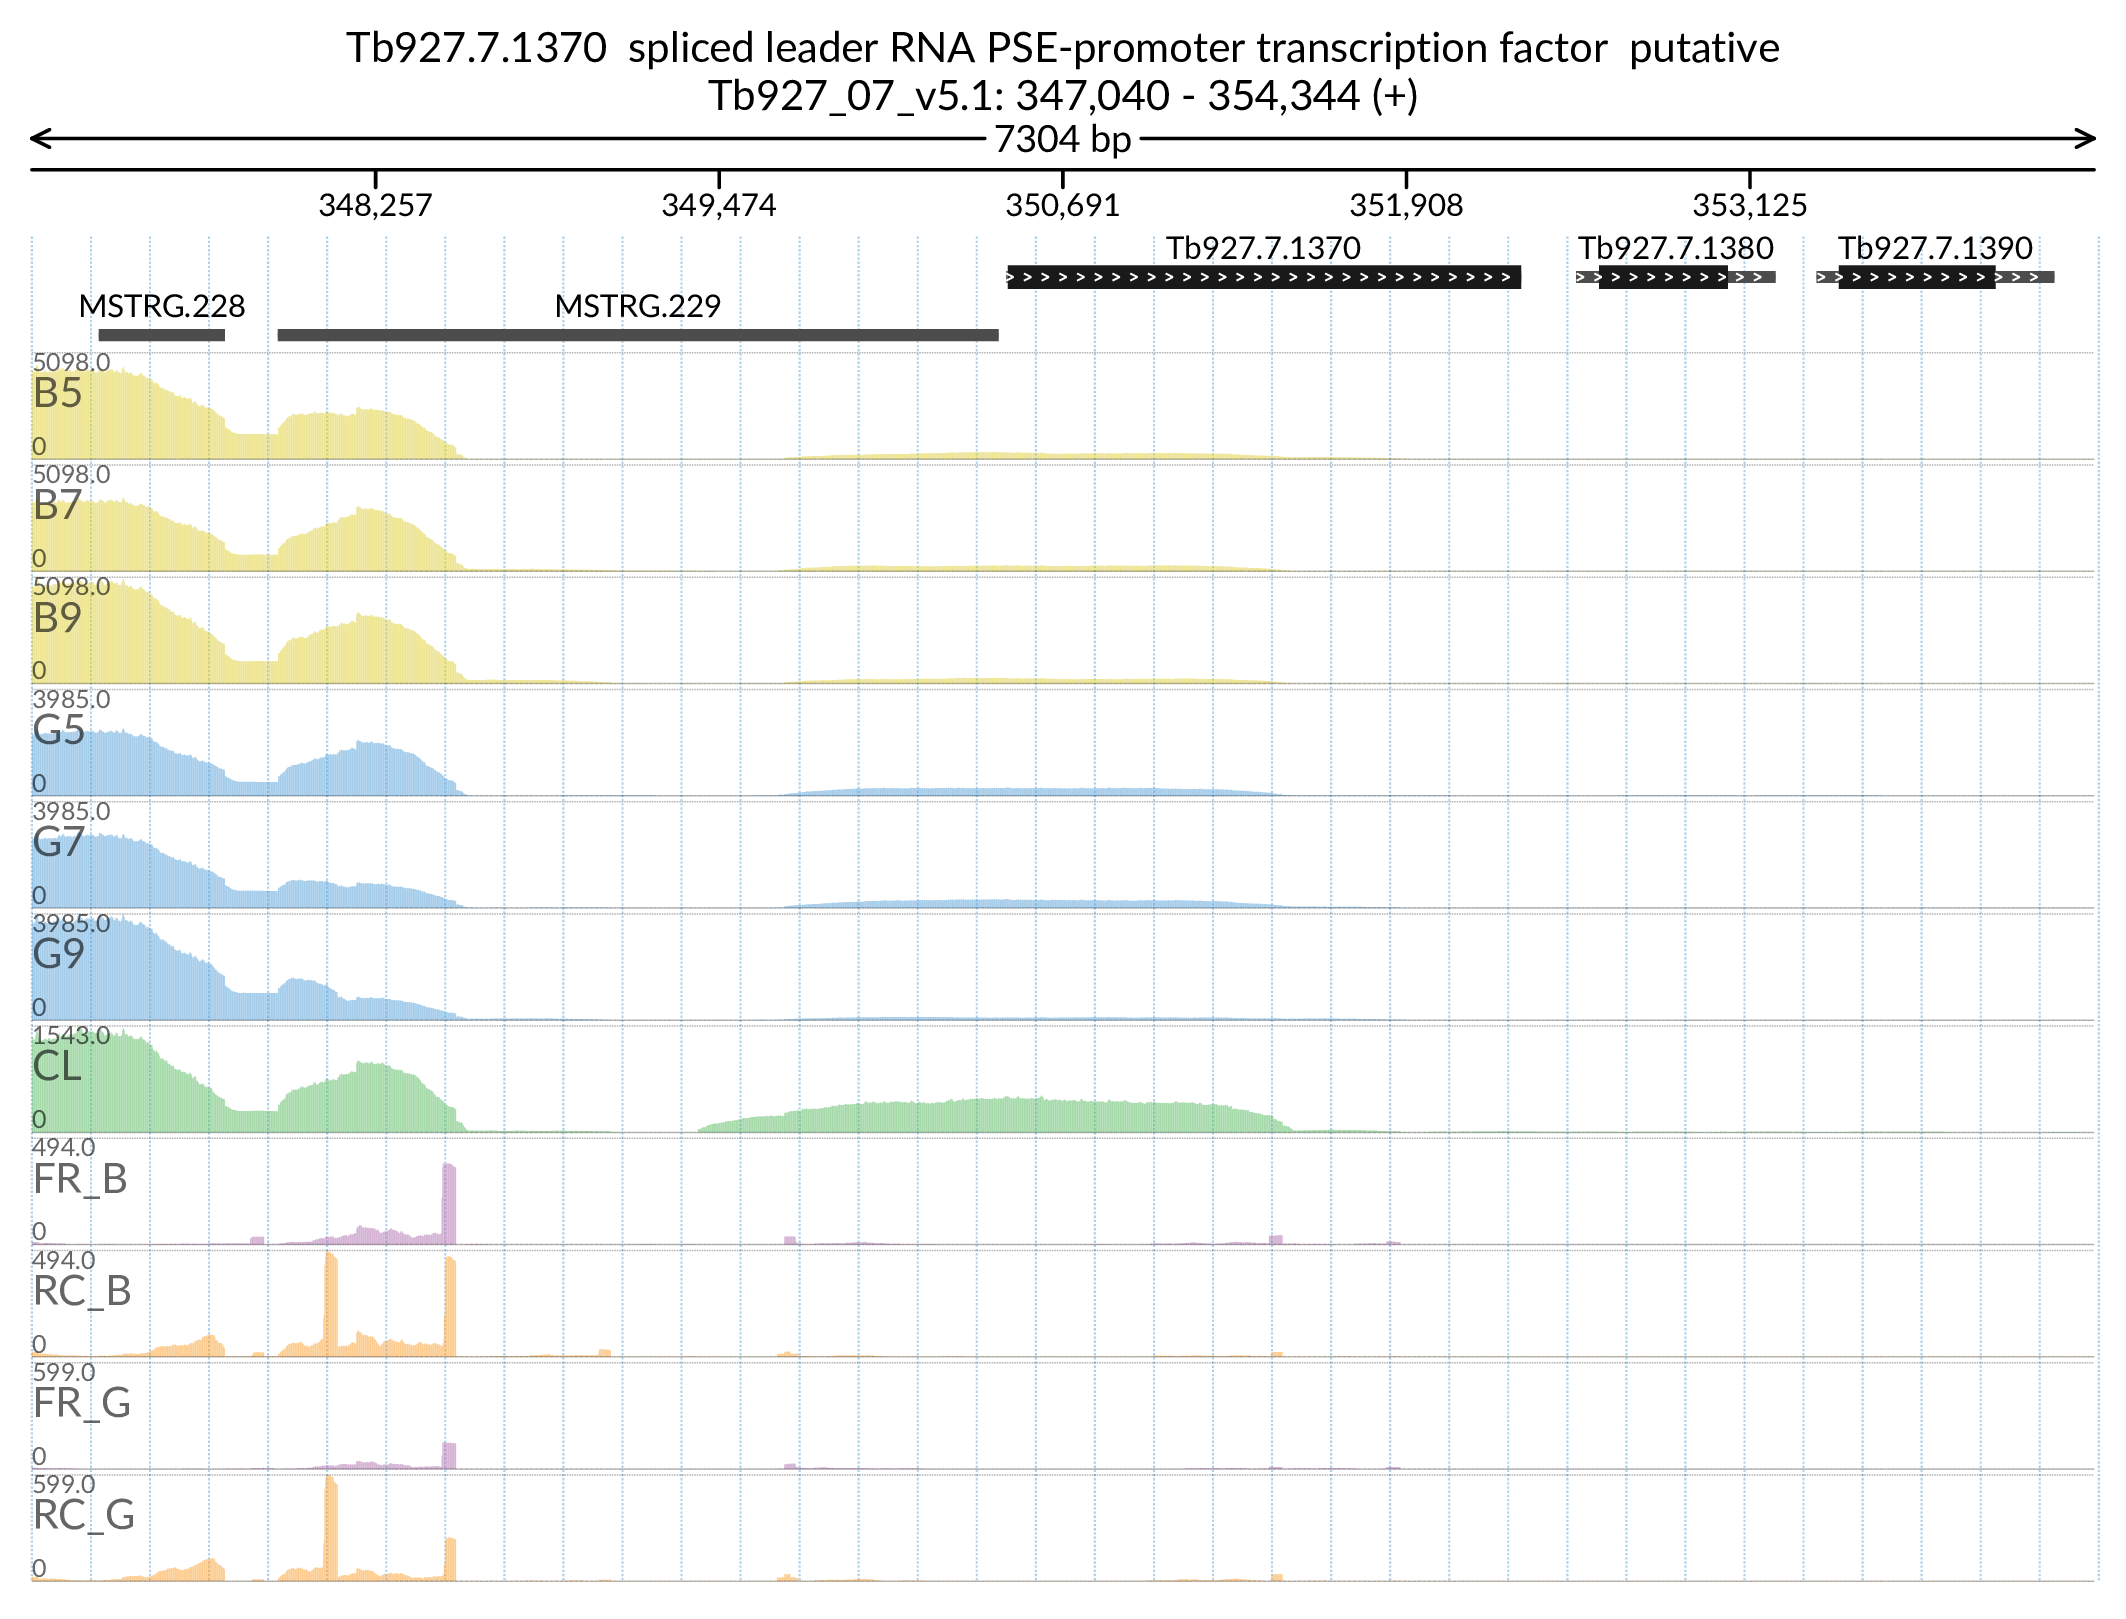 Tb927.7.1370 spliced leader RNA PSE-promoter transcription factor putative
Tb927_07_v5.1: 347,040 - 354,344 (+)
7304 bp
348,257 349,474 350,691 351,908 353,125
Tb927.7.1370 Tb927.7.1380 Tb927.7.1390
MSTRG.228 MSTRG.229
5098.0
B5
0
5098.0
B7
0
5098.0
B9
0
3985.0
G5
0
3985.0
G7
0
3985.0
G9
0
1543.0
CL
0
494.0
FR_B
0
494.0
RC_B
0
599.0
FR_G
0
599.0
RC_G
0